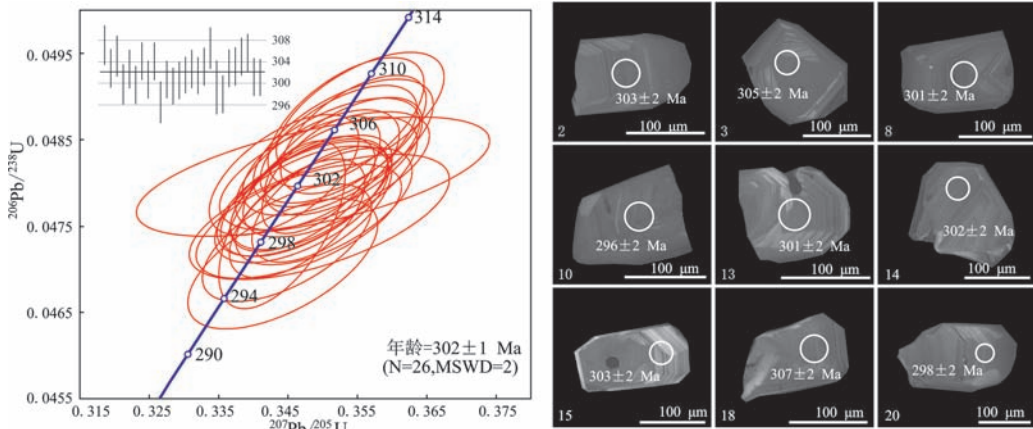 0.0495
0.0485
0.0475
0.0465
0.0455
²⁰⁶Pb/²³⁸U
308
304
300
296
314
310
306
302
298
294
290
年龄=302±1 Ma
(N=26,MSWD=2)
0.315 0.325 0.335 0.345 0.355 0.365 0.375
²⁰⁷Pb/²⁰⁵U
303±2 Ma
2
100 μm
305±2 Ma
3
100 μm
301±2 Ma
8
100 μm
296±2 Ma
10
100 μm
301±2 Ma
13
100 μm
302±2 Ma
14
100 μm
303±2 Ma
15
100 μm
307±2 Ma
18
100 μm
298±2 Ma
20
100 μm